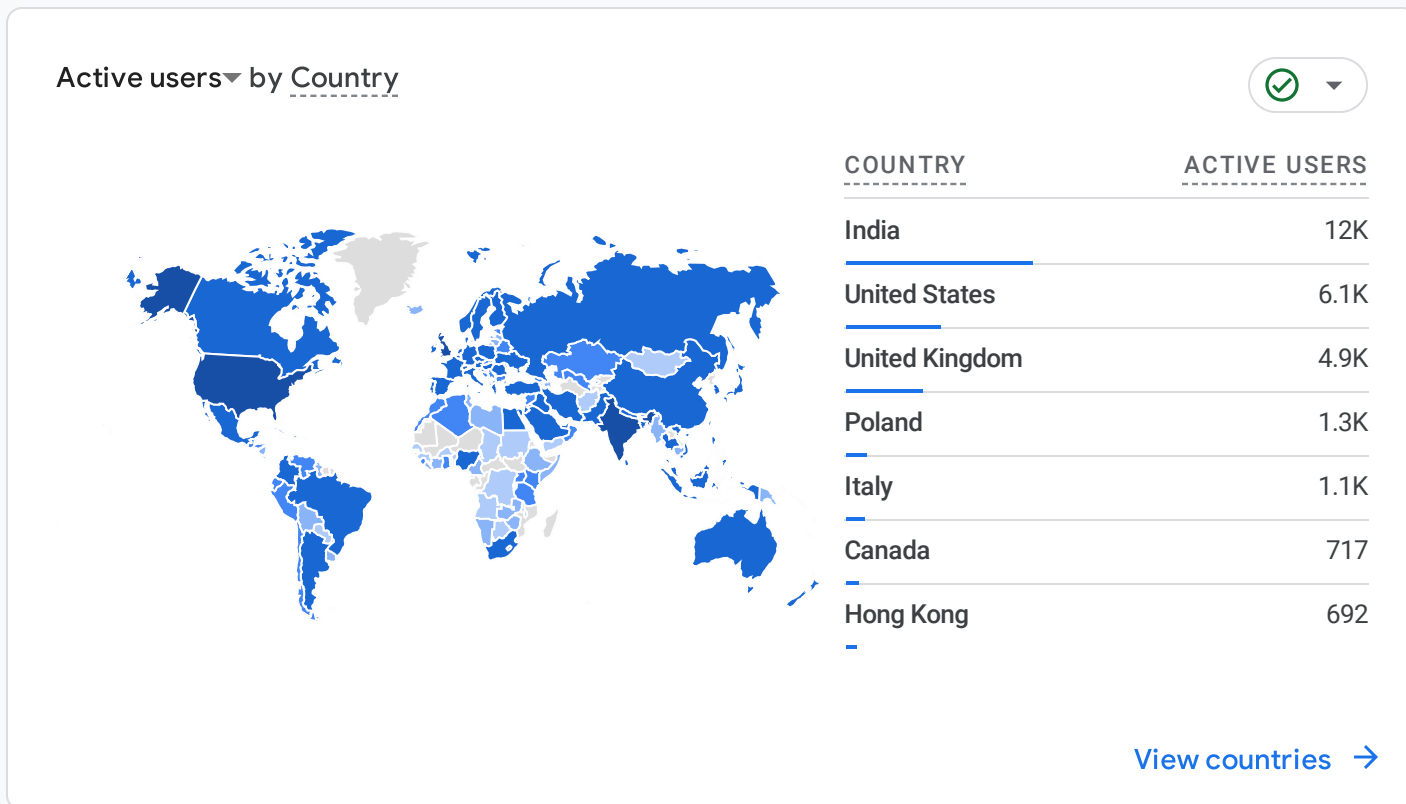 Active users by Country
COUNTRY ACTIVE USERS
India 12K
United States 6.1K
United Kingdom 4.9K
Poland 1.3K
Italy 1.1K
Canada 717
Hong Kong 692
View countries